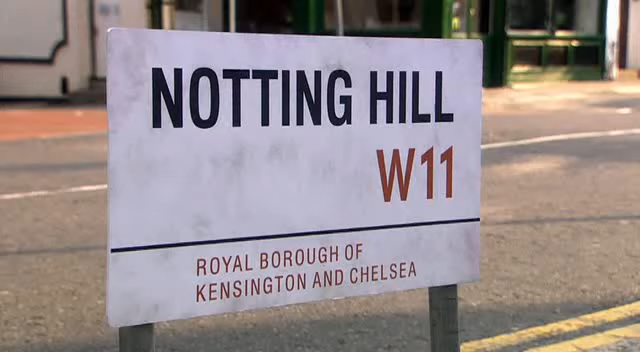 NOTTING HILL
W11
ROYAL BOROUGH OF
KENSINGTON AND CHELSEA